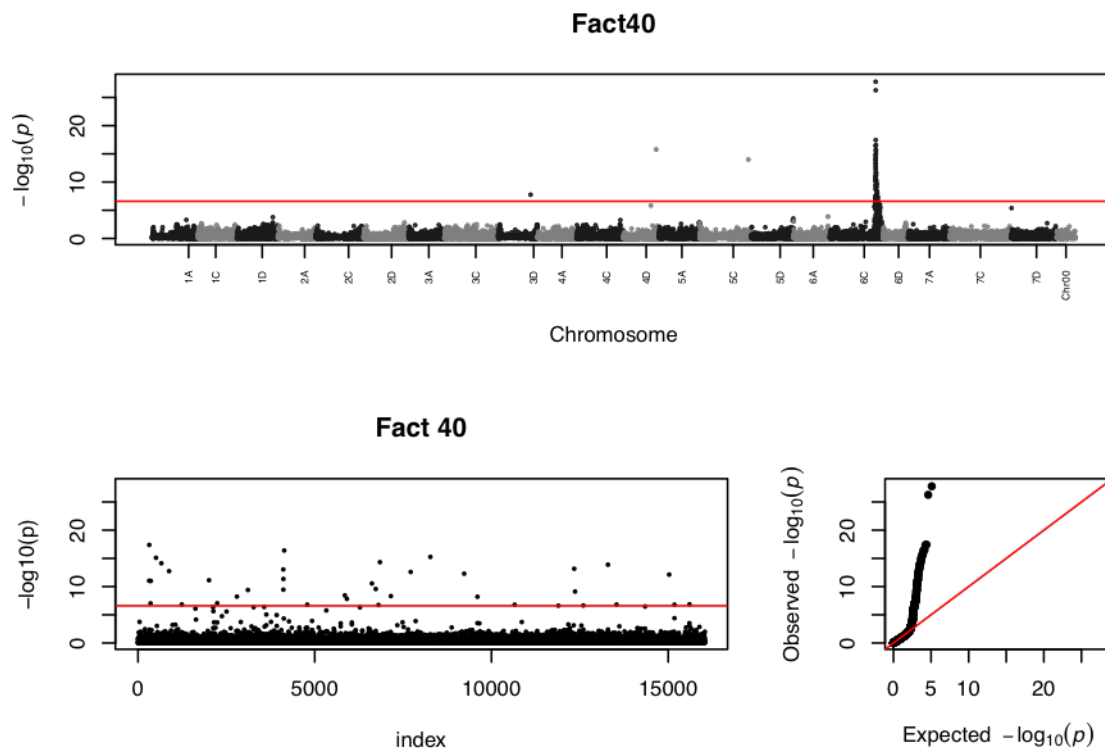 Fact40
−log10(p)
0 10 20
1A 1C 1D 2A 2C 2D 3A 3C 3D 4A 4C 4D 5A 5C 5D 6A 6C 6D 7A 7C 7D Chr00
Chromosome
Fact 40
−log10(p)
0 10 20
0 5000 10000 15000
index
Observed −log10(p)
0 10 20
0 5 10 20
Expected −log10(p)